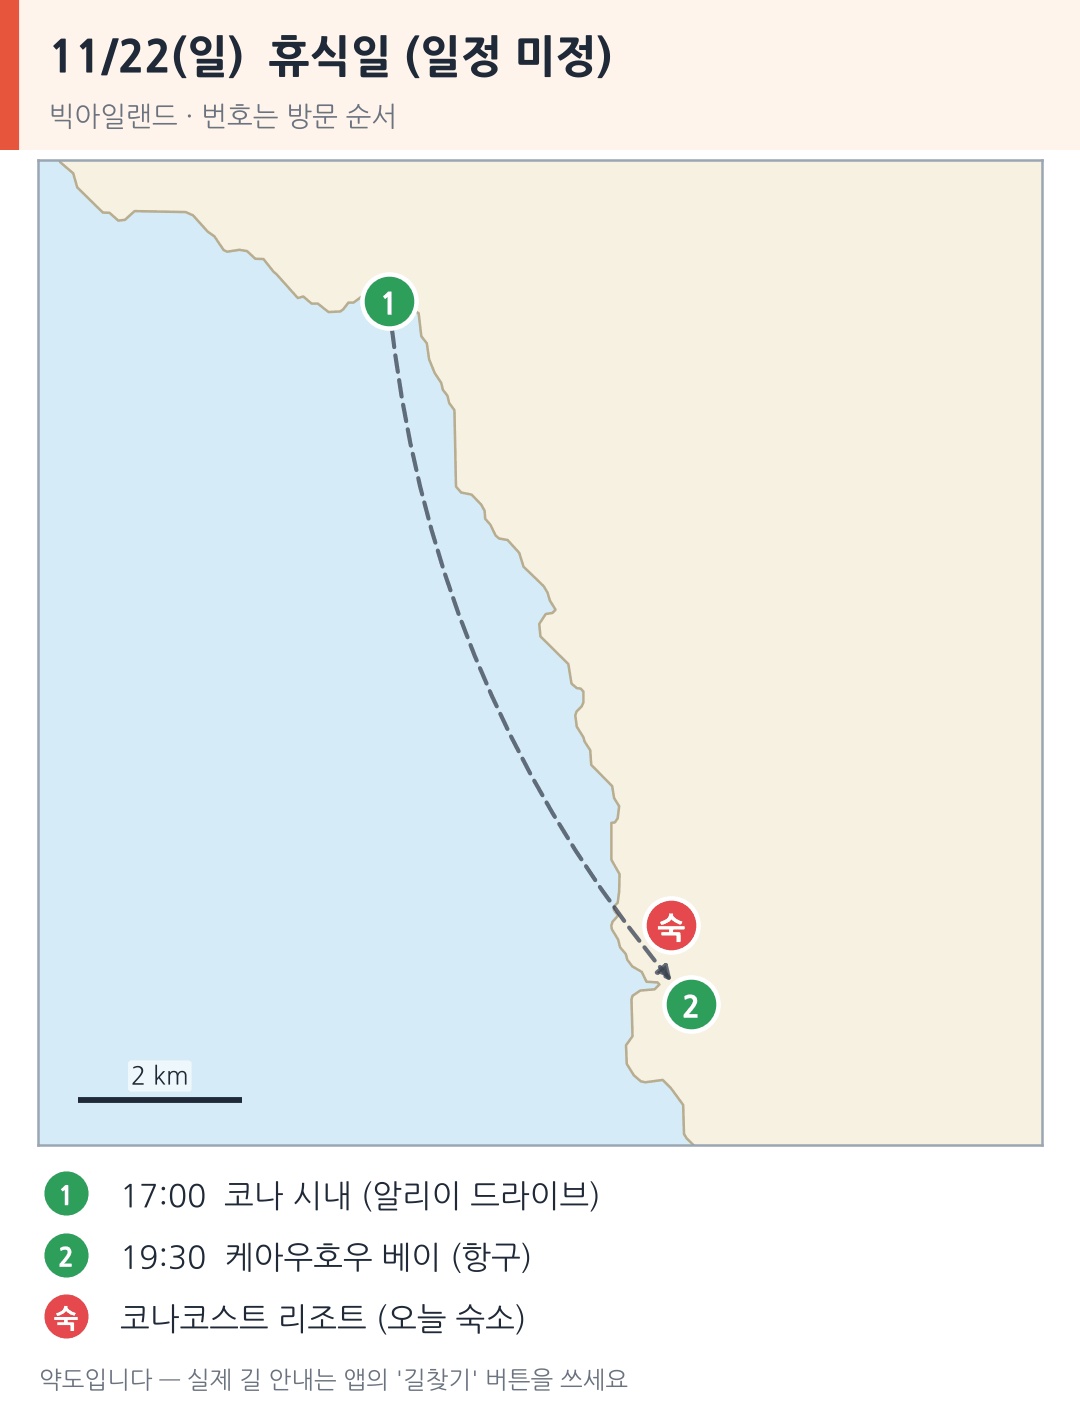 11/22(일) 휴식일 (일정 미정)
빅아일랜드 · 번호는 방문 순서
1
숙
2
2 km
1 17:00 코나 시내 (알리이 드라이브)
2 19:30 케아우호우 베이 (항구)
숙 코나코스트 리조트 (오늘 숙소)
약도입니다 — 실제 길 안내는 앱의 '길찾기' 버튼을 쓰세요